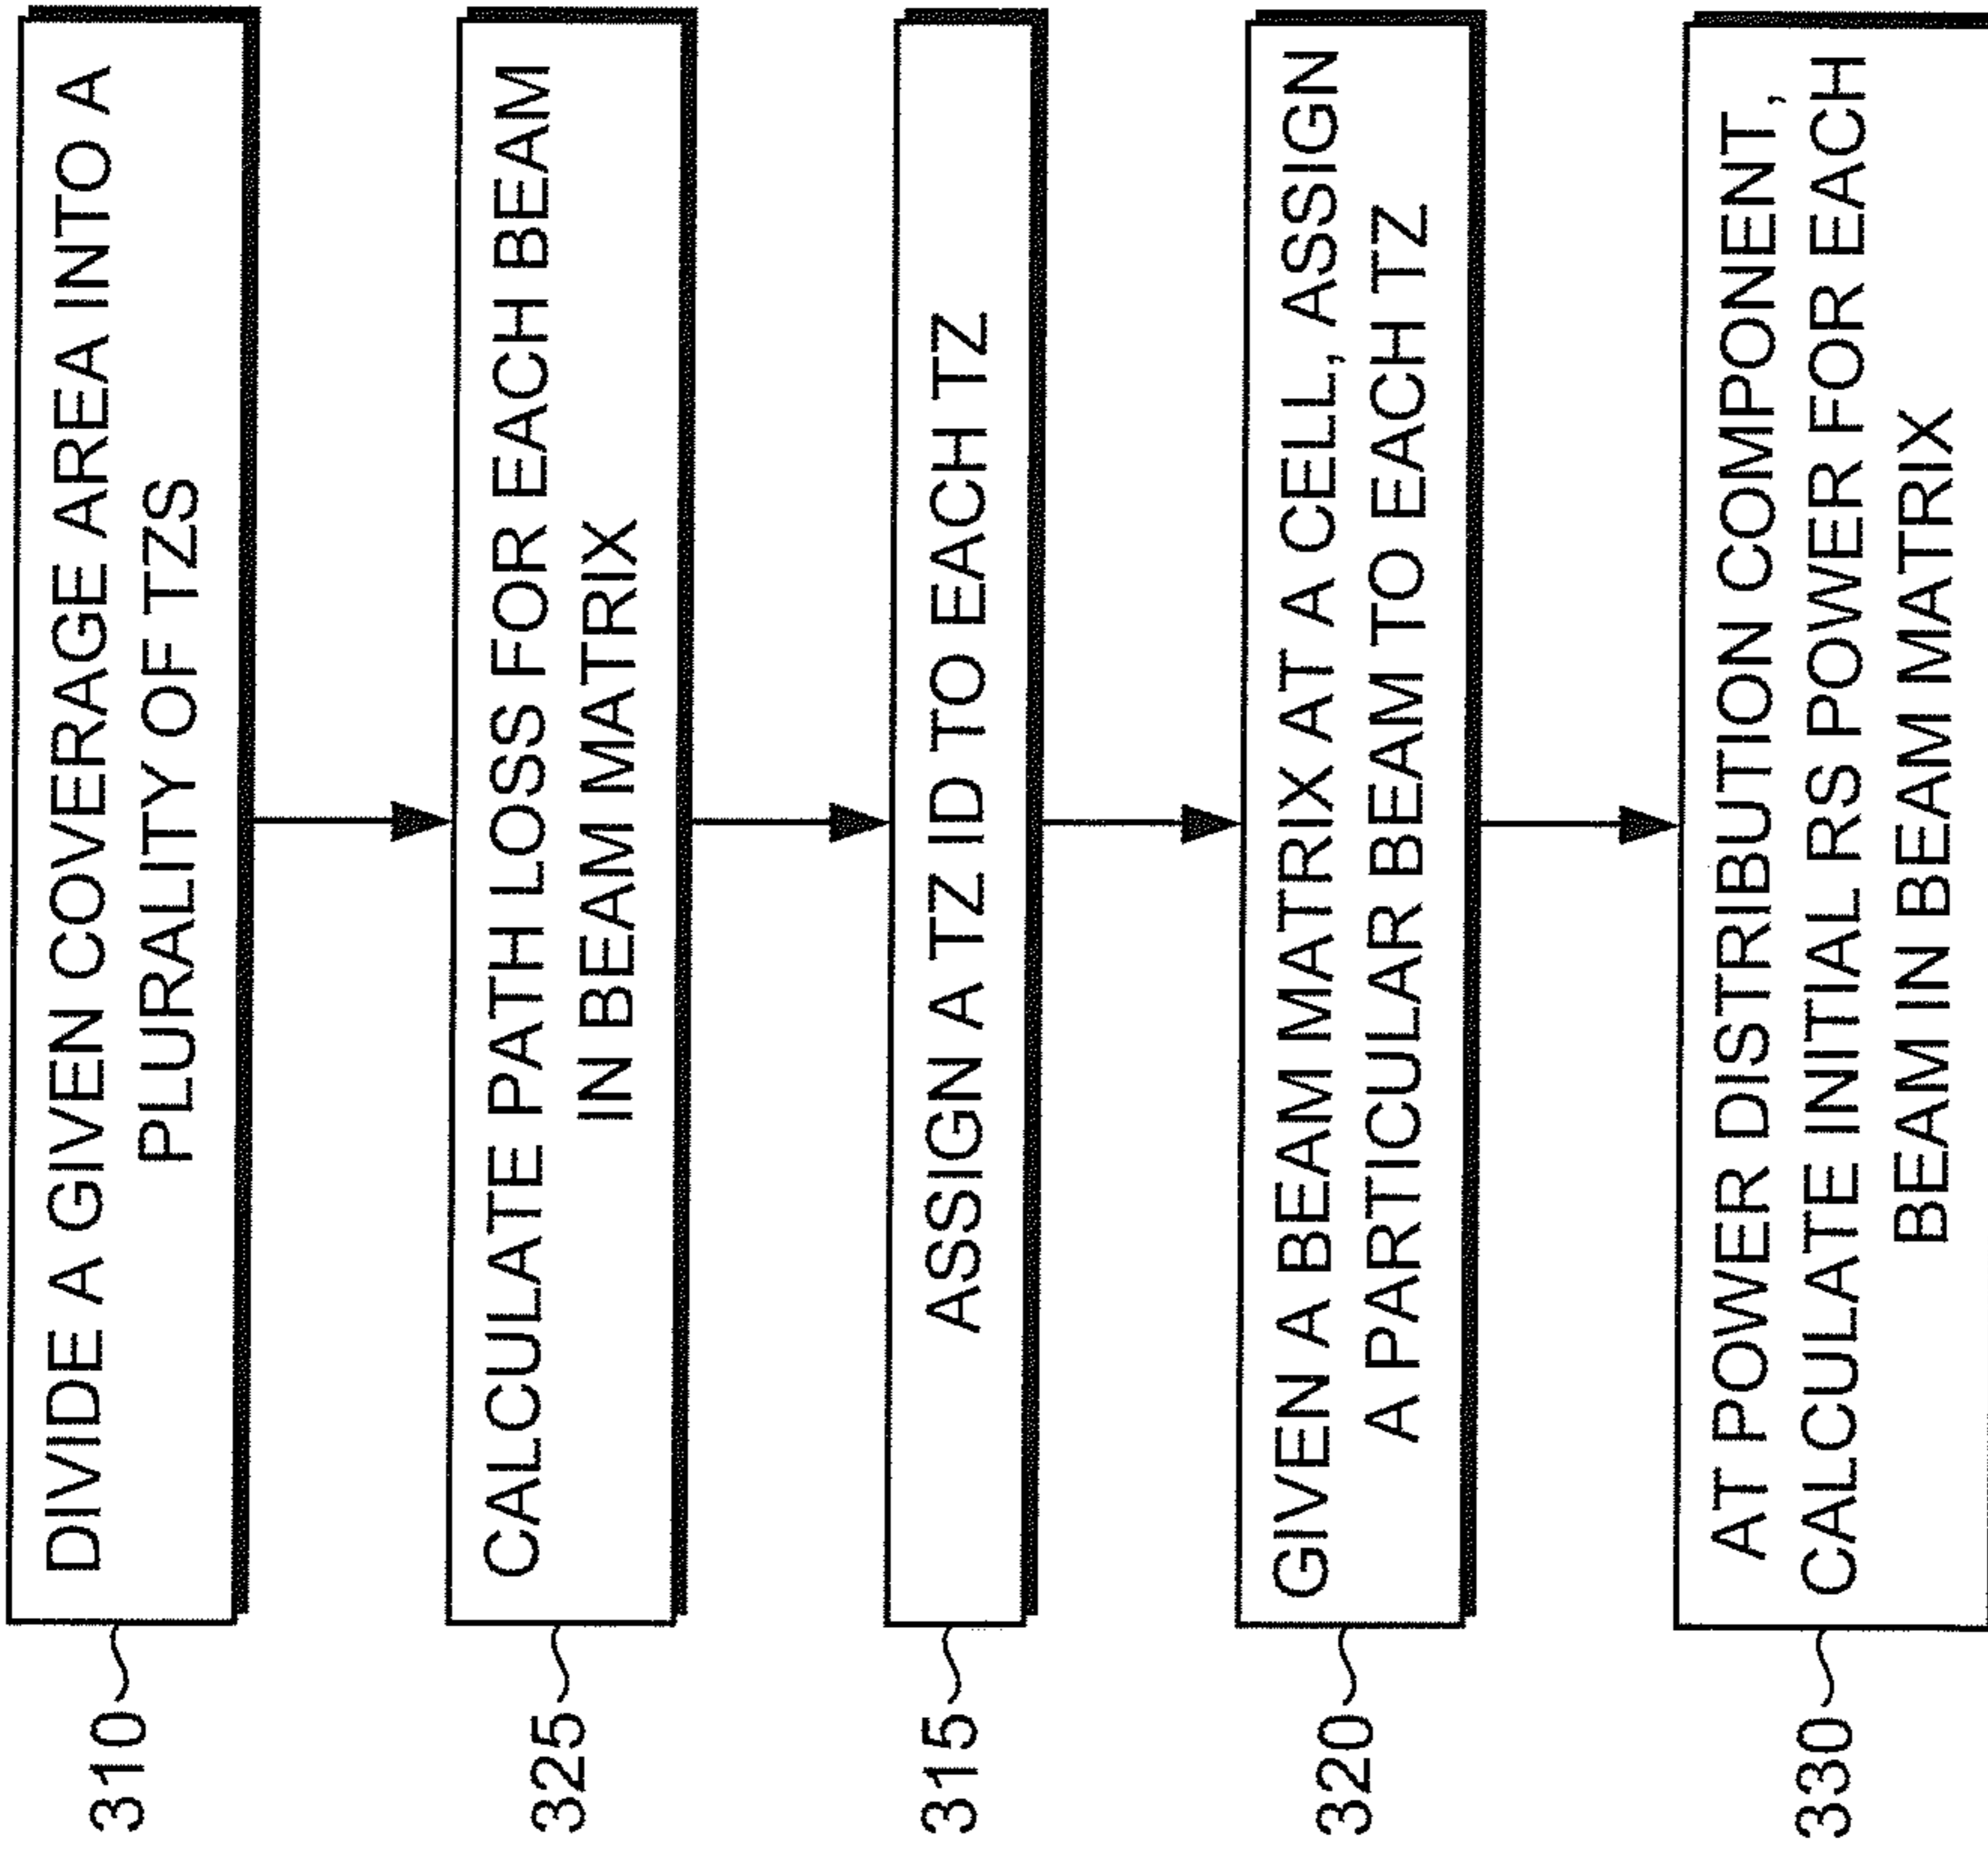 310
DIVIDE A GIVEN COVERAGE AREA INTO A
PLURALITY OF TZS
325
CALCULATE PATH LOSS FOR EACH BEAM
IN BEAM MATRIX
315
ASSIGN A TZ ID TO EACH TZ
320
GIVEN A BEAM MATRIX AT A CELL, ASSIGN
A PARTICULAR BEAM TO EACH TZ
330
AT POWER DISTRIBUTION COMPONENT,
CALCULATE INITIAL RS POWER FOR EACH
BEAM IN BEAM MATRIX